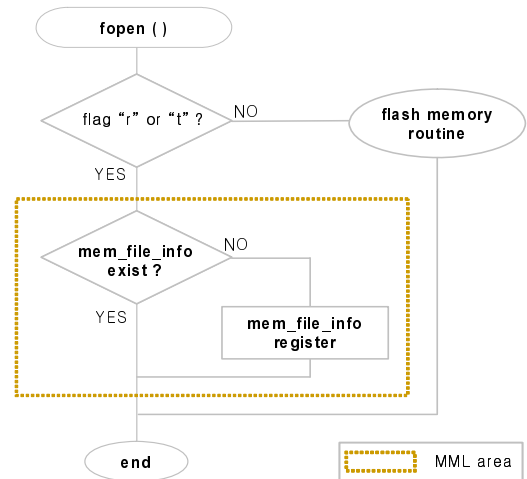 fopen ( )
flag “r” or “t” ?
NO
flash memory
routine
YES
mem_file_info
exist ?
NO
YES
mem_file_info
register
end
MML area